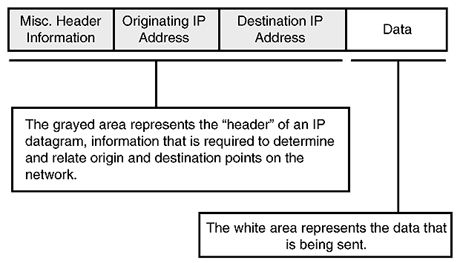 Misc. Header
Information
Originating IP
Address
Destination IP
Address
Data
The grayed area represents the “header” of an IP
datagram, information that is required to determine
and relate origin and destination points on the
network.
The white area represents the data that
is being sent.